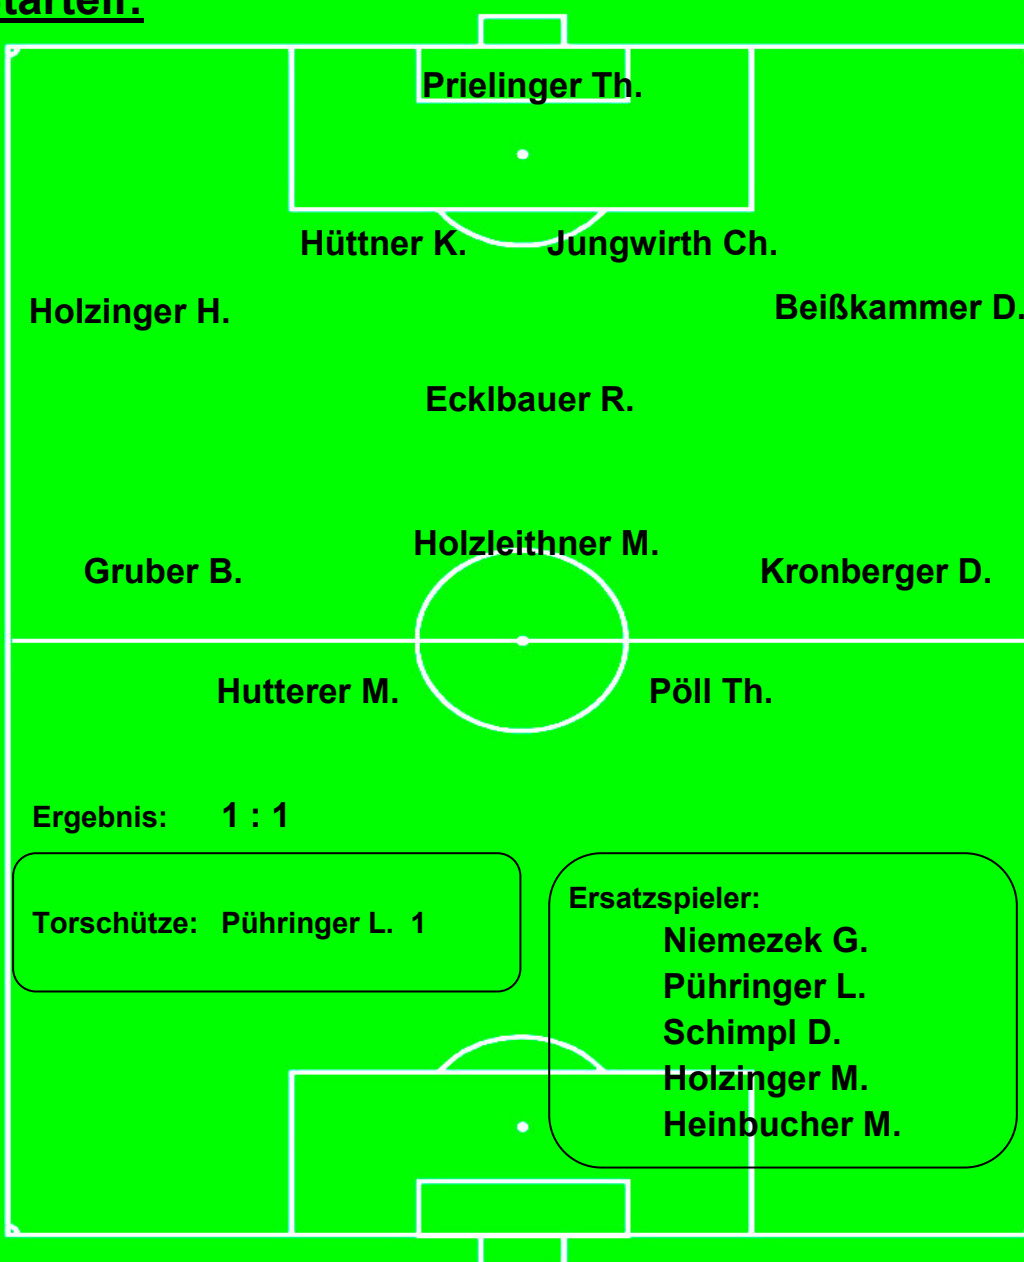 Prielinger Th.
Hüttner K. Jungwirth Ch.
Holzinger H. Beißkammer D.
Ecklbauer R.
Holzleithner M.
Gruber B. Kronberger D.
Hutterer M. Pöll Th.
Ergebnis: 1 : 1
Torschütze: Pühringer L. 1
Ersatzspieler:
Niemezek G.
Pühringer L.
Schimpl D.
Holzinger M.
Heinbucher M.